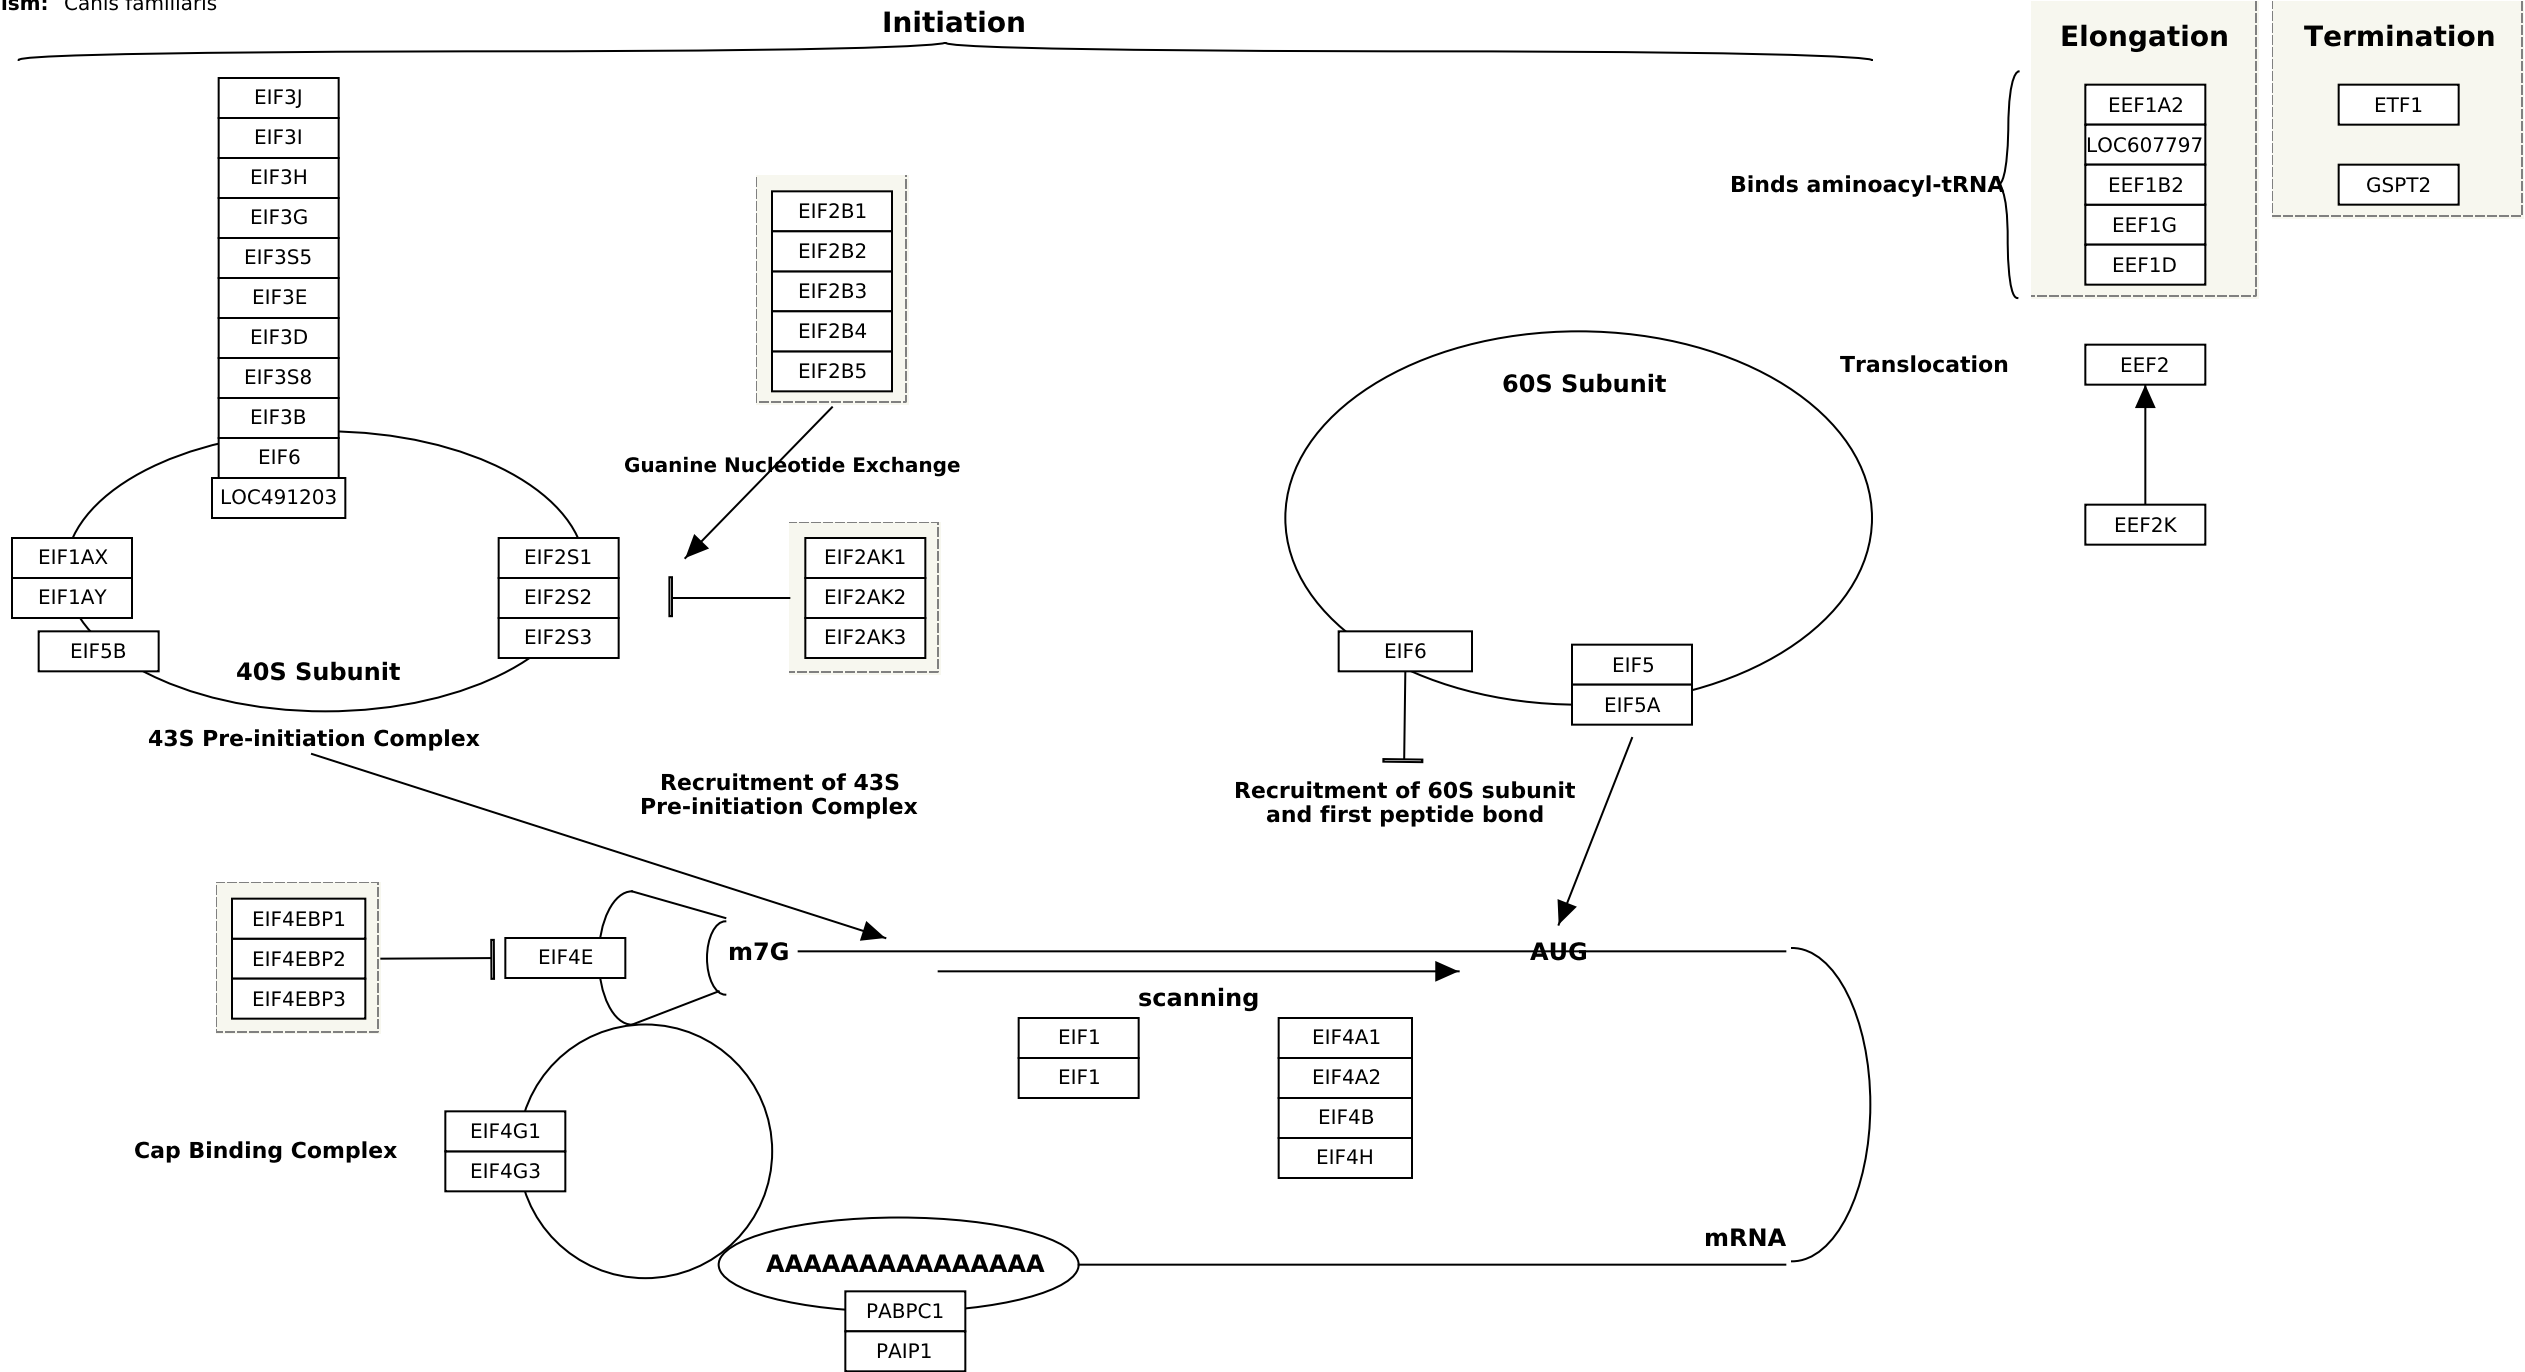 ism: Canis familiaris
Initiation
Elongation
Termination
EIF3J
EIF3I
EIF3H
EIF3G
EIF3S5
EIF3E
EIF3D
EIF3S8
EIF3B
EIF6
LOC491203
EIF1AX
EIF1AY
EIF5B
EIF2S1
EIF2S2
EIF2S3
40S Subunit
43S Pre-initiation Complex
EIF2B1
EIF2B2
EIF2B3
EIF2B4
EIF2B5
Guanine Nucleotide Exchange
EIF2AK1
EIF2AK2
EIF2AK3
Recruitment of 43S
Pre-initiation Complex
60S Subunit
EIF6
EIF5
EIF5A
Recruitment of 60S subunit
and first peptide bond
Binds aminoacyl-tRNA
EEF1A2
LOC607797
EEF1B2
EEF1G
EEF1D
ETF1
GSPT2
Translocation
EEF2
EEF2K
EIF4EBP1
EIF4EBP2
EIF4EBP3
EIF4E
m7G
AUG
scanning
EIF1
EIF1
EIF4A1
EIF4A2
EIF4B
EIF4H
Cap Binding Complex
EIF4G1
EIF4G3
mRNA
AAAAAAAAAAAAAAA
PABPC1
PAIP1